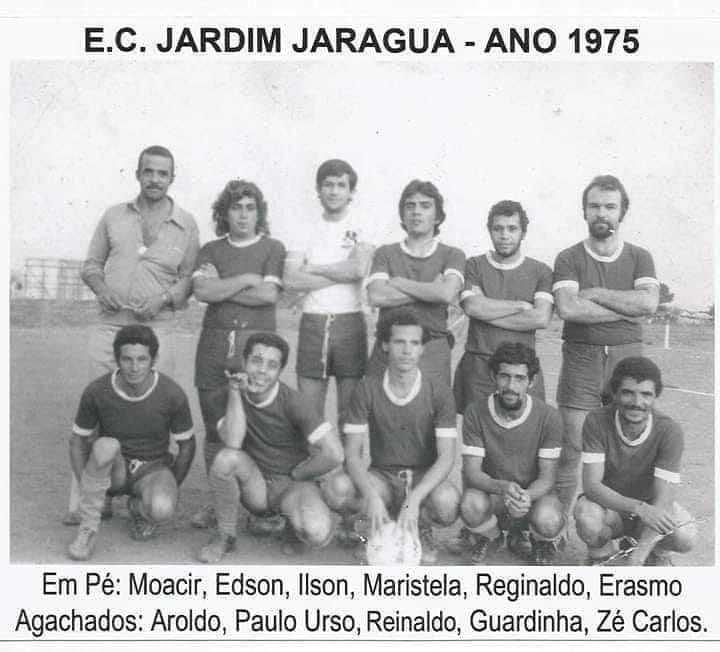 E.C. JARDIM JARAGUA - ANO 1975
Em Pé: Moacir, Edson, Ilson, Maristela, Reginaldo, Erasmo
Agachados: Aroldo, Paulo Urso, Reinaldo, Guardinha, Zé Carlos.